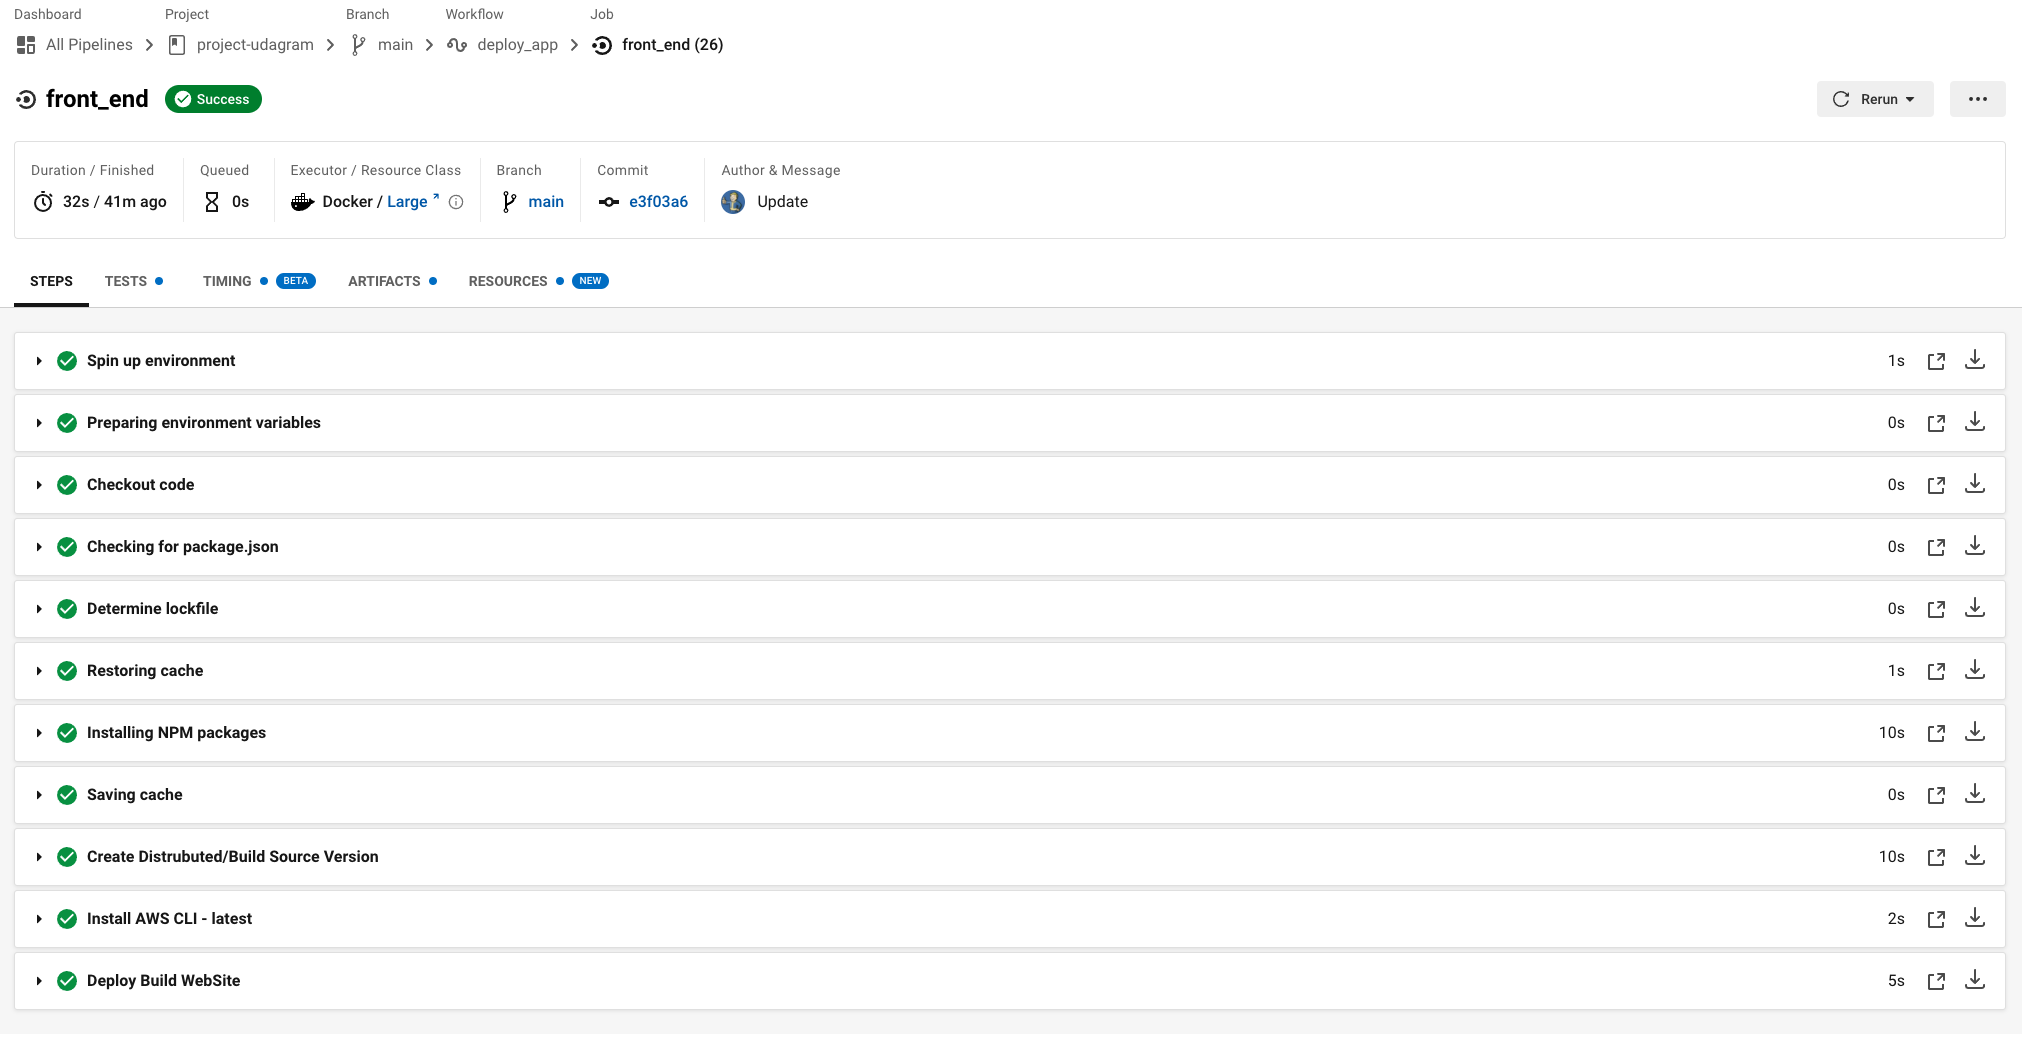 Dashboard Project Branch Workflow Job
All Pipelines project-udagram main deploy_app front_end (26)
front_end Success Rerun
Duration / Finished Queued Executor / Resource Class Branch Commit Author & Message
32s / 41m ago 0s Docker / Large main e3f03a6 Update
STEPS TESTS TIMING BETA ARTIFACTS RESOURCES NEW
Spin up environment 1s
Preparing environment variables 0s
Checkout code 0s
Checking for package.json 0s
Determine lockfile 0s
Restoring cache 1s
Installing NPM packages 10s
Saving cache 0s
Create Distrubuted/Build Source Version 10s
Install AWS CLI - latest 2s
Deploy Build WebSite 5s